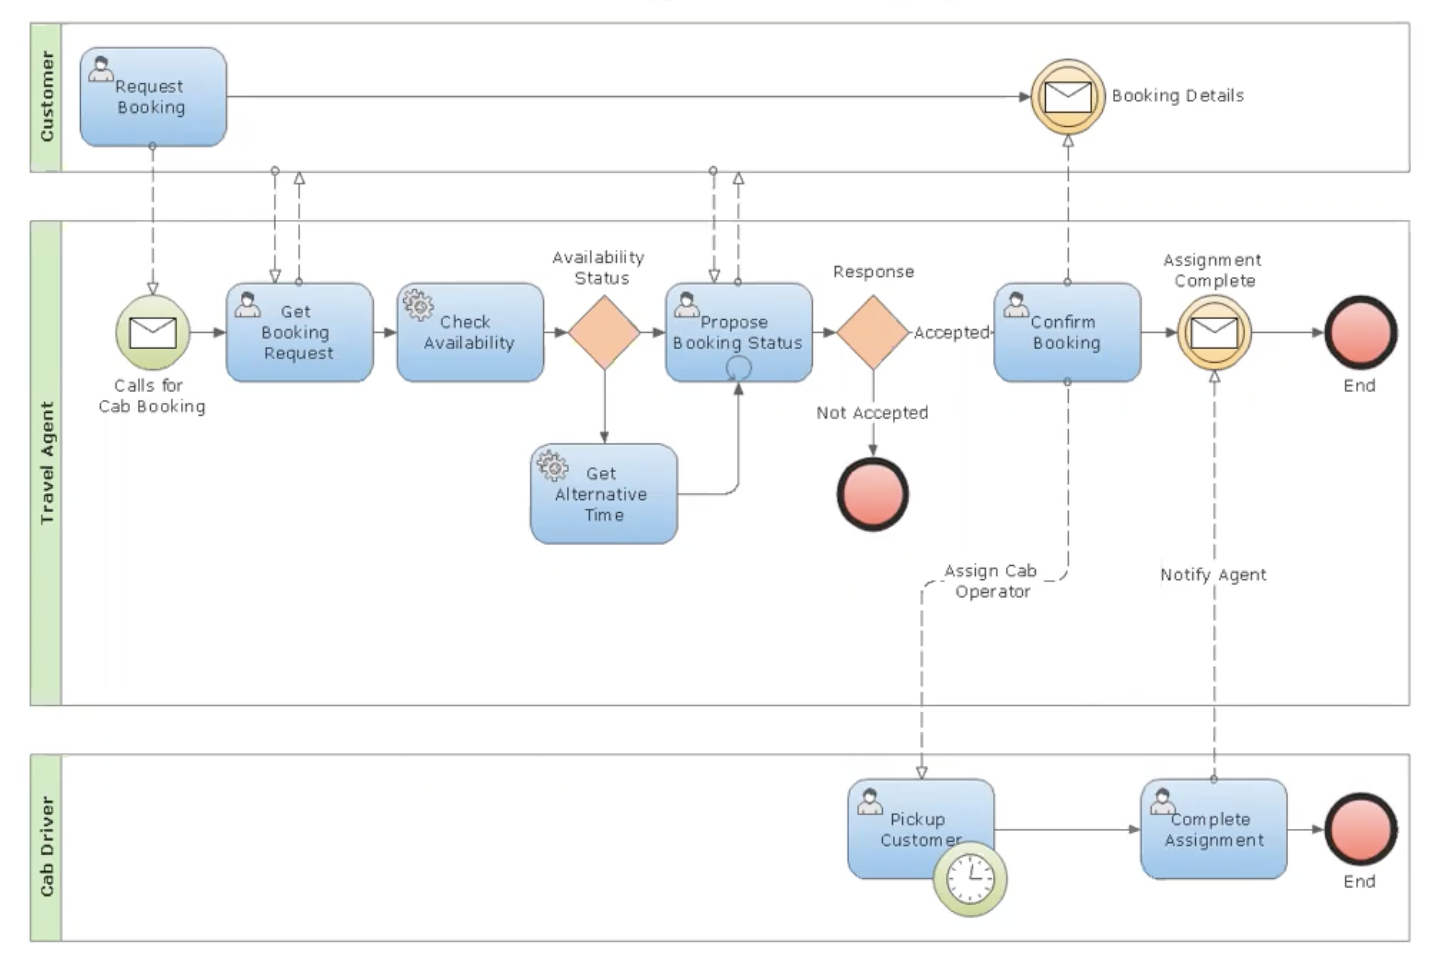 Customer
Request
Booking
Booking Details
Travel Agent
Calls for
Cab Booking
Get
Booking
Request
Check
Availability
Availability
Status
Propose
Booking Status
Get
Alternative
Time
Response
Accepted
Not Accepted
Confirm
Booking
Assignment
Complete
End
Assign Cab
Operator
Notify Agent
Cab Driver
Pickup
Customer
Complete
Assignment
End